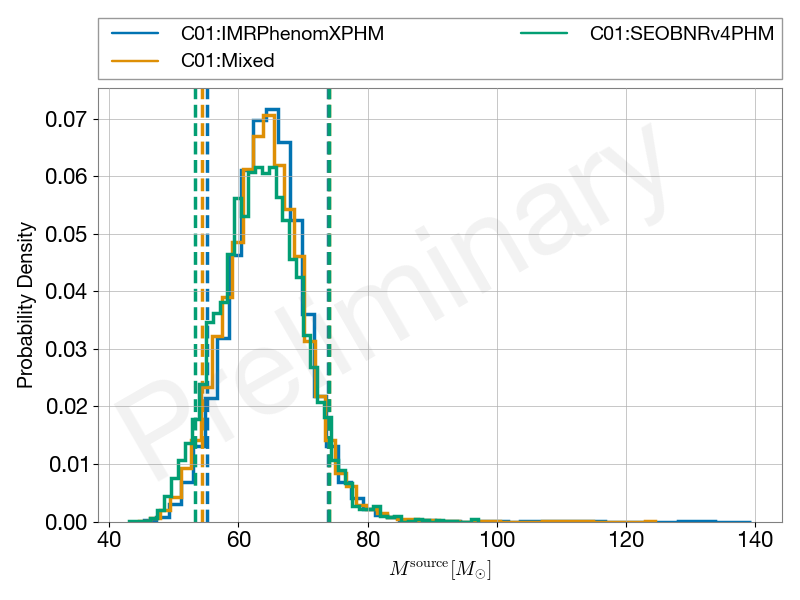 C01:IMRPhenomXPHM
C01:Mixed
C01:SEOBNRv4PHM
0.07
0.06
0.05
0.04
0.03
0.02
0.01
0.00
Probability Density
Preliminary
40
60
80
100
120
140
M^source[M_⊙]